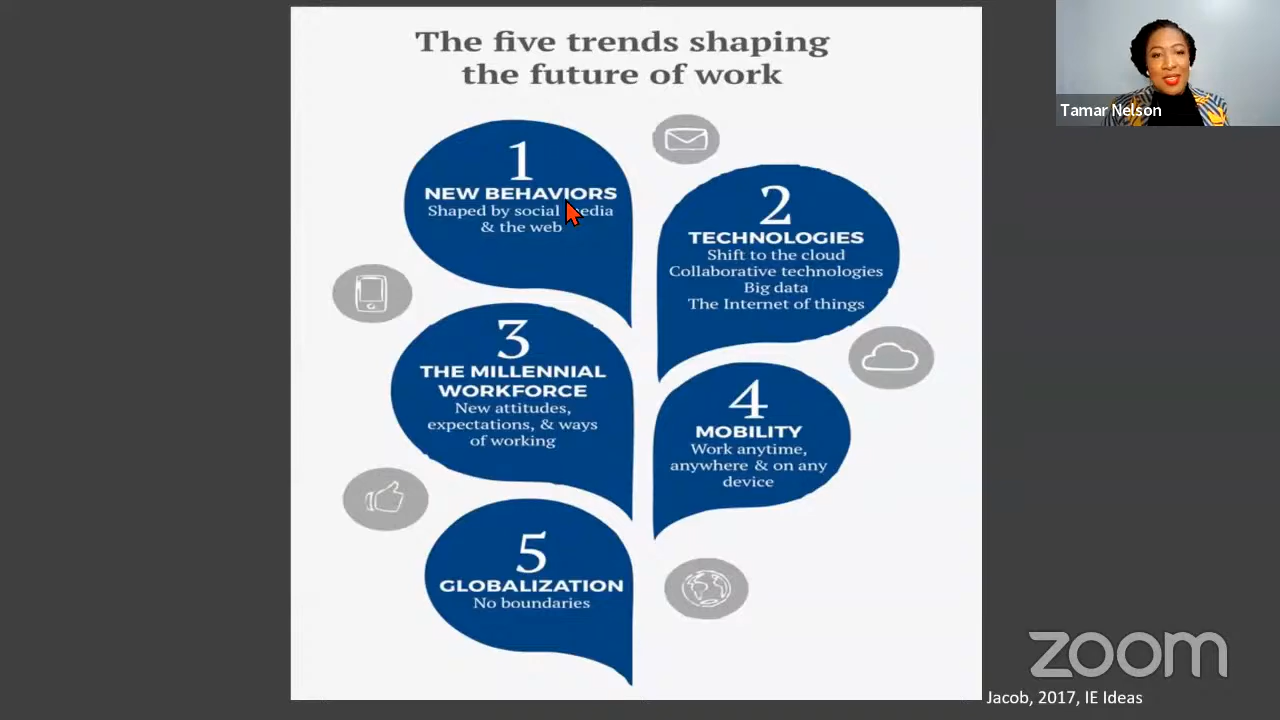 The five trends shaping
the future of work
1
NEW BEHAVIORS
Shaped by social media
& the web
2
TECHNOLOGIES
Shift to the cloud
Collaborative technologies
Big data
The Internet of things
3
THE MILLENNIAL
WORKFORCE
New attitudes,
expectations, & ways
of working
4
MOBILITY
Work anytime,
anywhere & on any
device
5
GLOBALIZATION
No boundaries
Tamar Nelson
zoom
Jacob, 2017, IE Ideas